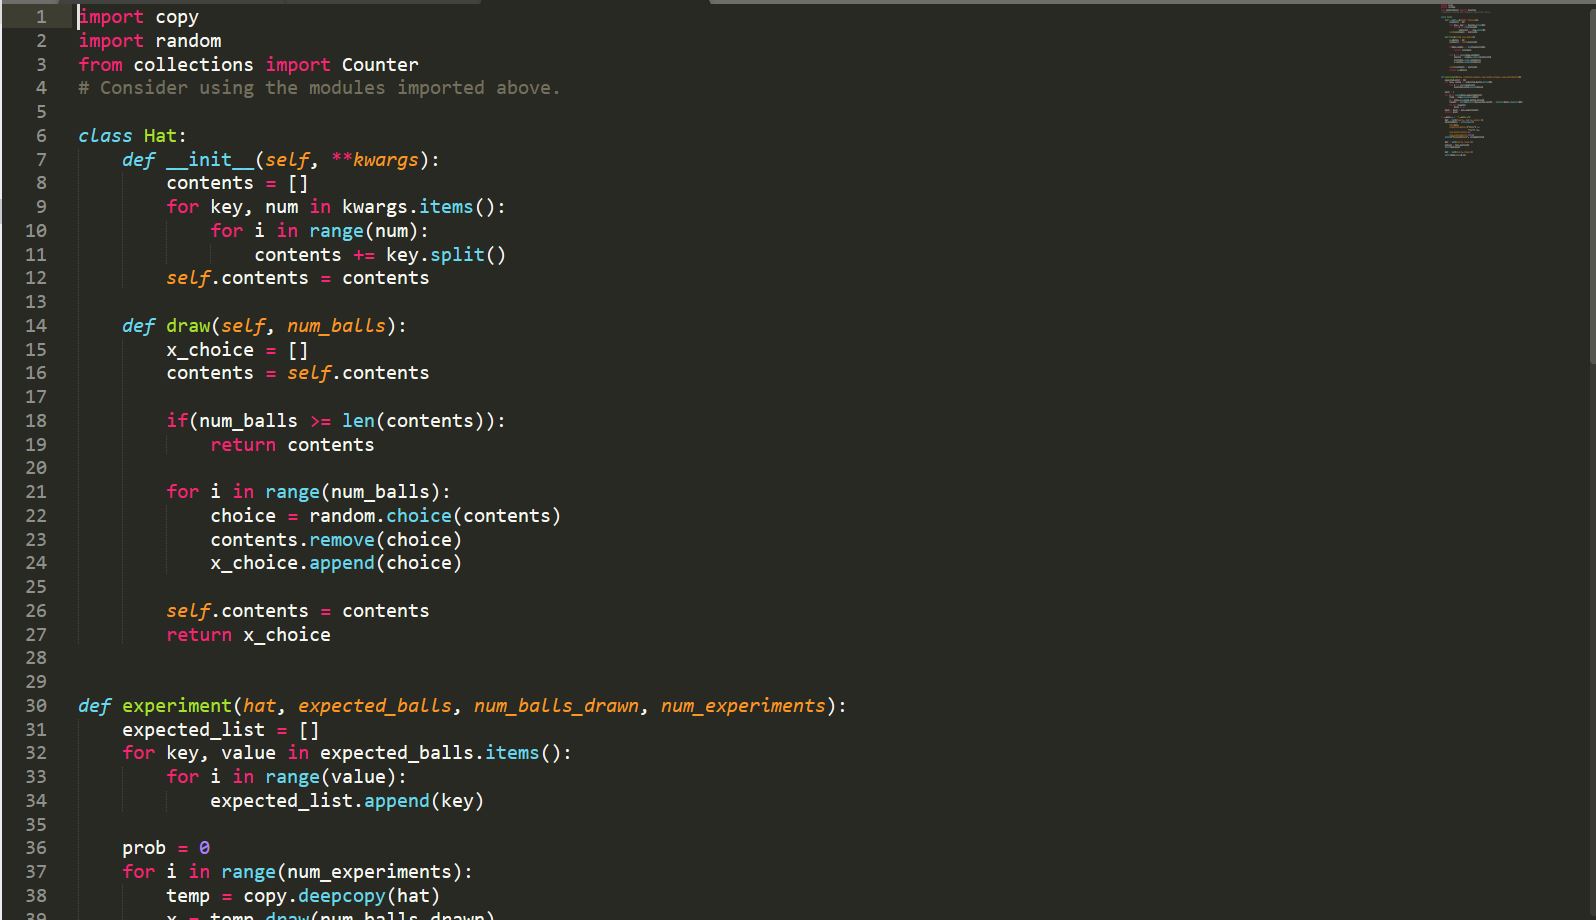 1 import copy
2 import random
3 from collections import Counter
4 # Consider using the modules imported above.
5
6 class Hat:
7     def __init__(self, **kwargs):
8         contents = []
9         for key, num in kwargs.items():
10             for i in range(num):
11                 contents += key.split()
12         self.contents = contents
13
14     def draw(self, num_balls):
15         x_choice = []
16         contents = self.contents
17
18         if(num_balls >= len(contents)):
19             return contents
20
21         for i in range(num_balls):
22             choice = random.choice(contents)
23             contents.remove(choice)
24             x_choice.append(choice)
25
26         self.contents = contents
27         return x_choice
28
29
30 def experiment(hat, expected_balls, num_balls_drawn, num_experiments):
31     expected_list = []
32     for key, value in expected_balls.items():
33         for i in range(value):
34             expected_list.append(key)
35
36     prob = 0
37     for i in range(num_experiments):
38         temp = copy.deepcopy(hat)
39         x = temp.draw(num_balls_drawn)